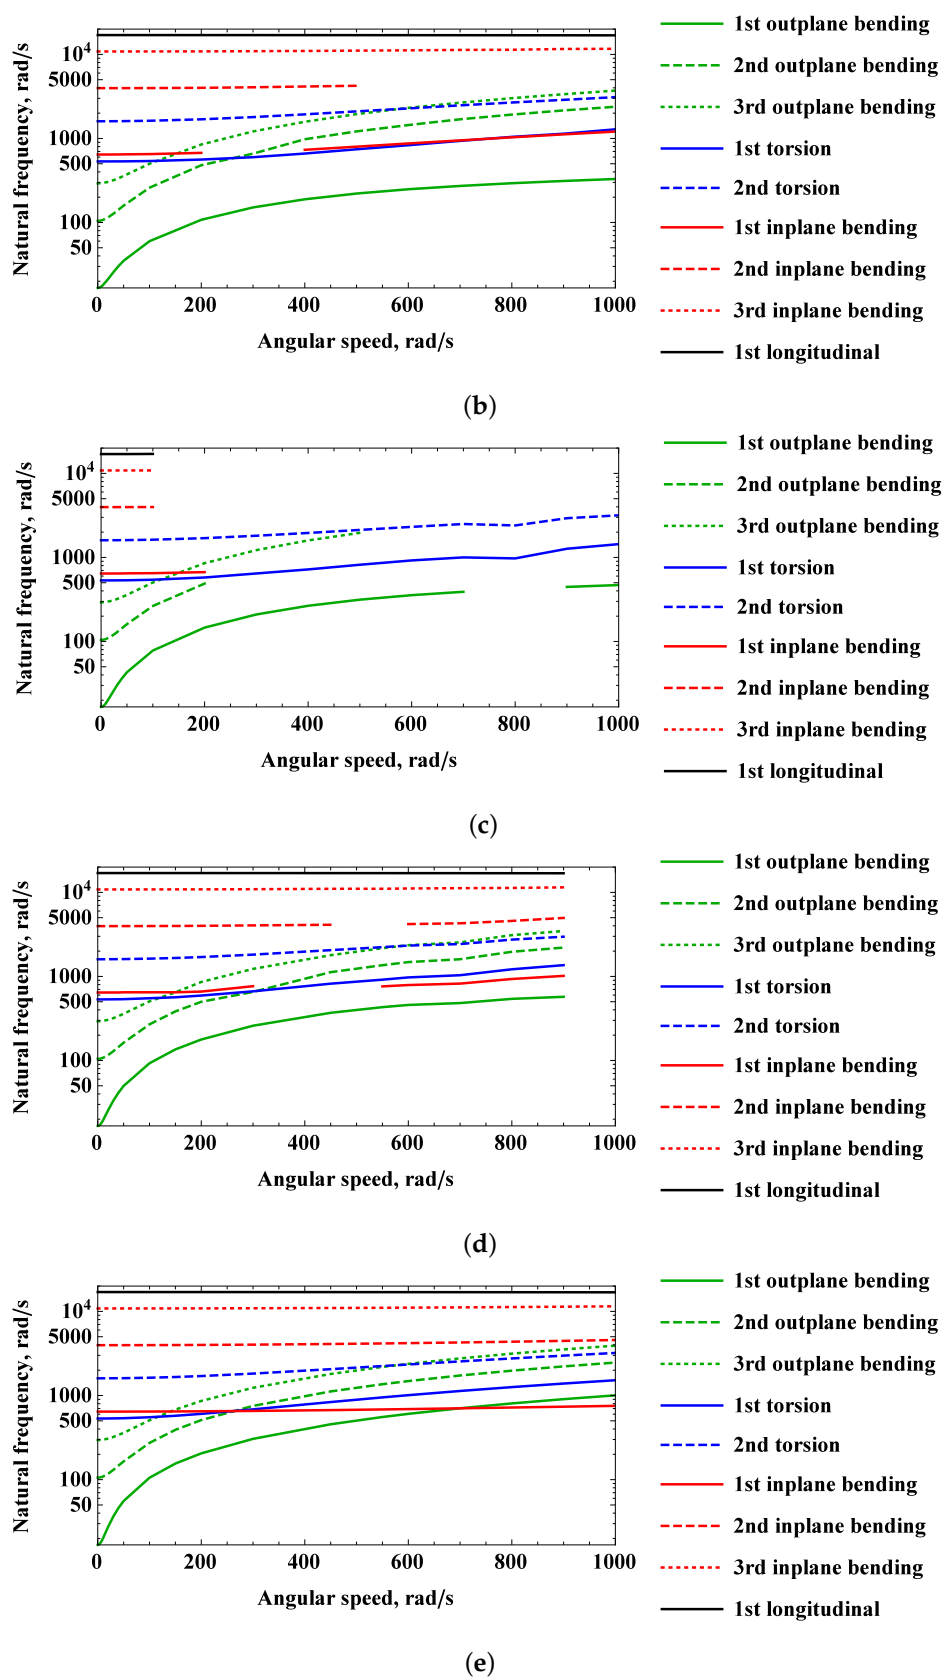 Natural frequency, rad/s
10⁴
5000
1000
500
100
50
0
200
400
600
800
1000
Angular speed, rad/s
1st outplane bending
2nd outplane bending
3rd outplane bending
1st torsion
2nd torsion
1st inplane bending
2nd inplane bending
3rd inplane bending
1st longitudinal
(b)
Natural frequency, rad/s
10⁴
5000
1000
500
100
50
0
200
400
600
800
1000
Angular speed, rad/s
1st outplane bending
2nd outplane bending
3rd outplane bending
1st torsion
2nd torsion
1st inplane bending
2nd inplane bending
3rd inplane bending
1st longitudinal
(c)
Natural frequency, rad/s
10⁴
5000
1000
500
100
50
0
200
400
600
800
1000
Angular speed, rad/s
1st outplane bending
2nd outplane bending
3rd outplane bending
1st torsion
2nd torsion
1st inplane bending
2nd inplane bending
3rd inplane bending
1st longitudinal
(d)
Natural frequency, rad/s
10⁴
5000
1000
500
100
50
0
200
400
600
800
1000
Angular speed, rad/s
1st outplane bending
2nd outplane bending
3rd outplane bending
1st torsion
2nd torsion
1st inplane bending
2nd inplane bending
3rd inplane bending
1st longitudinal
(e)